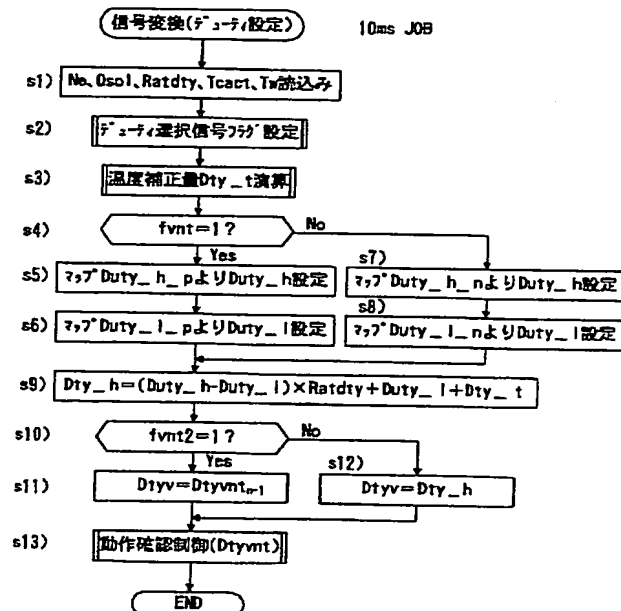 信号変換(ﾃﾞｭｰﾃｨ設定)
10ms JOB
s1) Ne、Qsol、Ratdty、Tcact、Tw読込み
s2) ﾃﾞｭｰﾃｨ選択信号ﾌﾗｸﾞ設定
s3) 温度補正量Dty_t演算
s4) fvnt=1?
No
Yes
s5) ﾏｯﾌﾟDuty_h_pよりDuty_h設定
s7) ﾏｯﾌﾟDuty_h_nよりDuty_h設定
s6) ﾏｯﾌﾟDuty_l_pよりDuty_l設定
s8) ﾏｯﾌﾟDuty_l_nよりDuty_l設定
s9) Dty_h=(Duty_h-Duty_l)×Ratdty+Duty_l+Dty_t
s10) fvnt2=1?
No
Yes
s11) Dtyv=Dtyvntn-1
s12) Dtyv=Dty_h
s13) 動作確認制御(Dtyvnt)
END